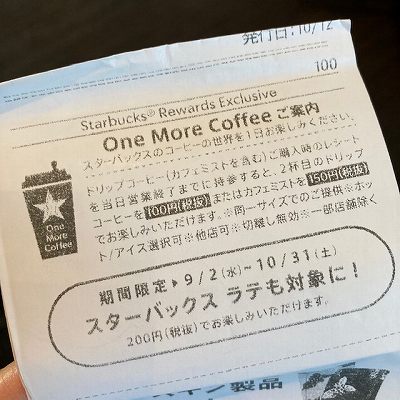 発行日:10/12
100
Starbucks® Rewards Exclusive
One More Coffee ご案内
スターバックスのコーヒーの世界を1日お楽しみください。
ドリップコーヒー(カフェミストを含む)ご購入時のレシート
を当日営業終了までに持参すると、2杯目のドリップ
コーヒーを100円(税抜)またはカフェミストを150円(税抜)
でお楽しみいただけます。※同一サイズでのご提供※ホッ
ト/アイス選択可※他店可※切離し無効※一部店舗除く
One
More
Coffee
期間限定▶9/2(水)~10/31(土)
スターバックス ラテも対象に!
200円(税抜)でお楽しみいただけます。
スキン製品